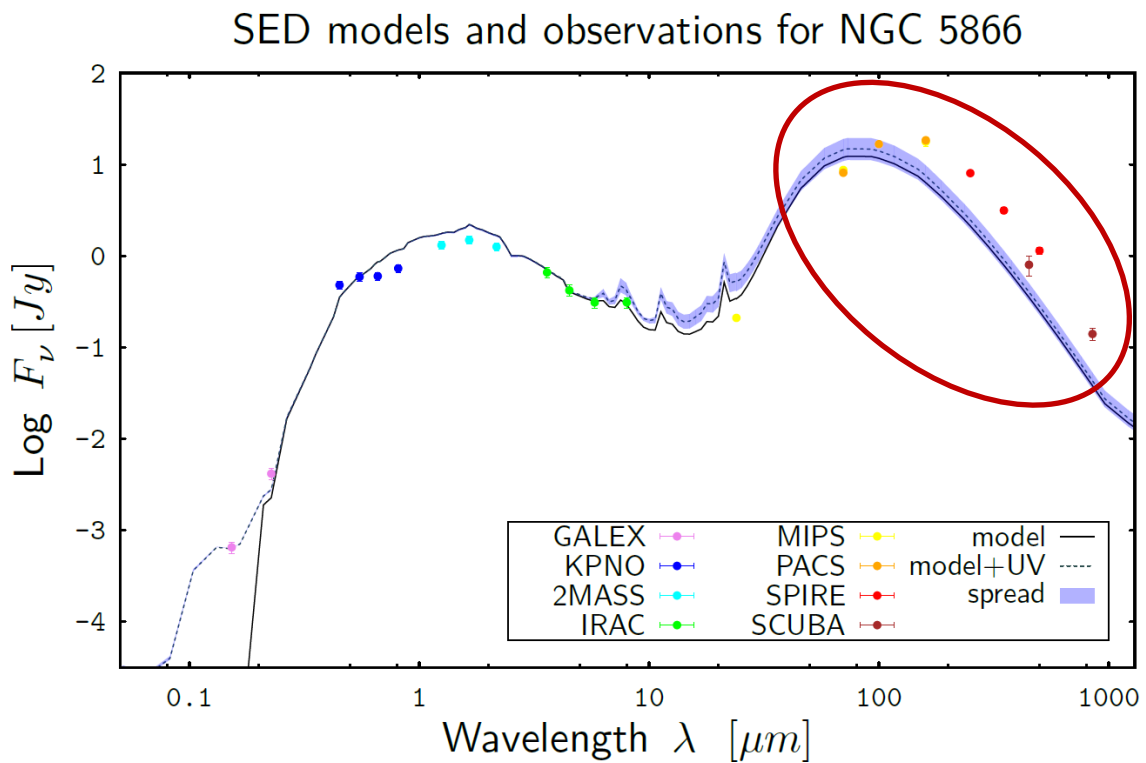 SED models and observations for NGC 5866
Log F_ν [Jy]
2
1
0
-1
-2
-3
-4
0.1 1 10 100 1000
Wavelength λ [μm]
GALEX MIPS model
KPNO PACS model+UV
2MASS SPIRE spread
IRAC SCUBA